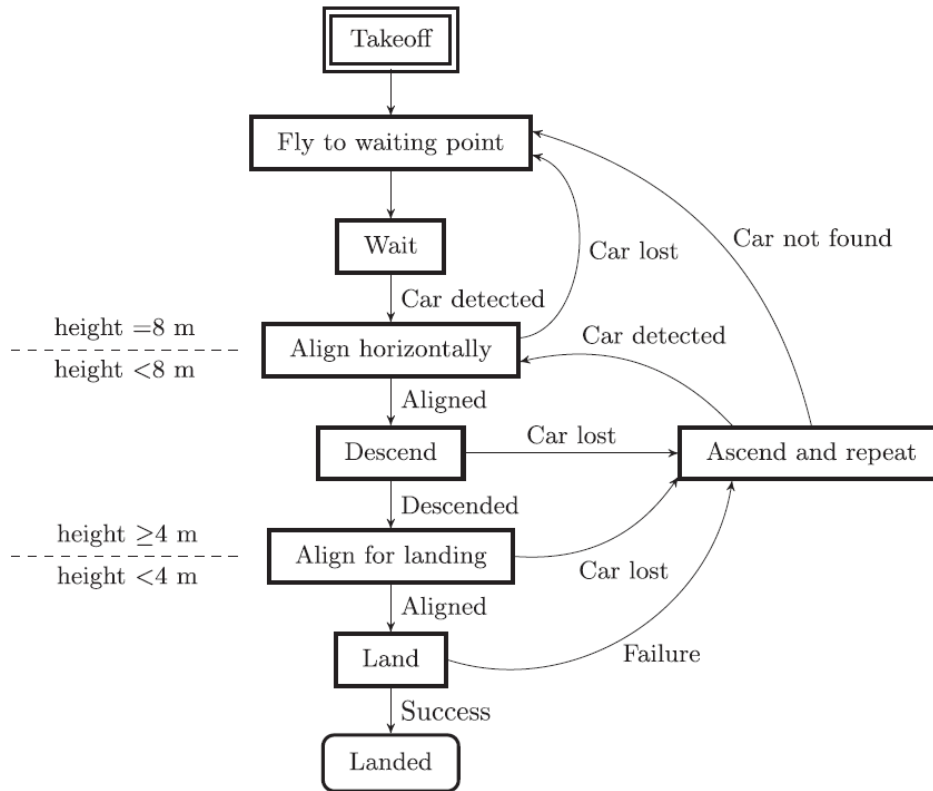 Takeoff
Fly to waiting point
Car not found
Wait
Car lost
Car detected
height =8 m
Align horizontally
Car detected
height <8 m
Aligned
Descend
Car lost
Ascend and repeat
Descended
height ≥4 m
Align for landing
height <4 m
Car lost
Aligned
Land
Failure
Success
Landed